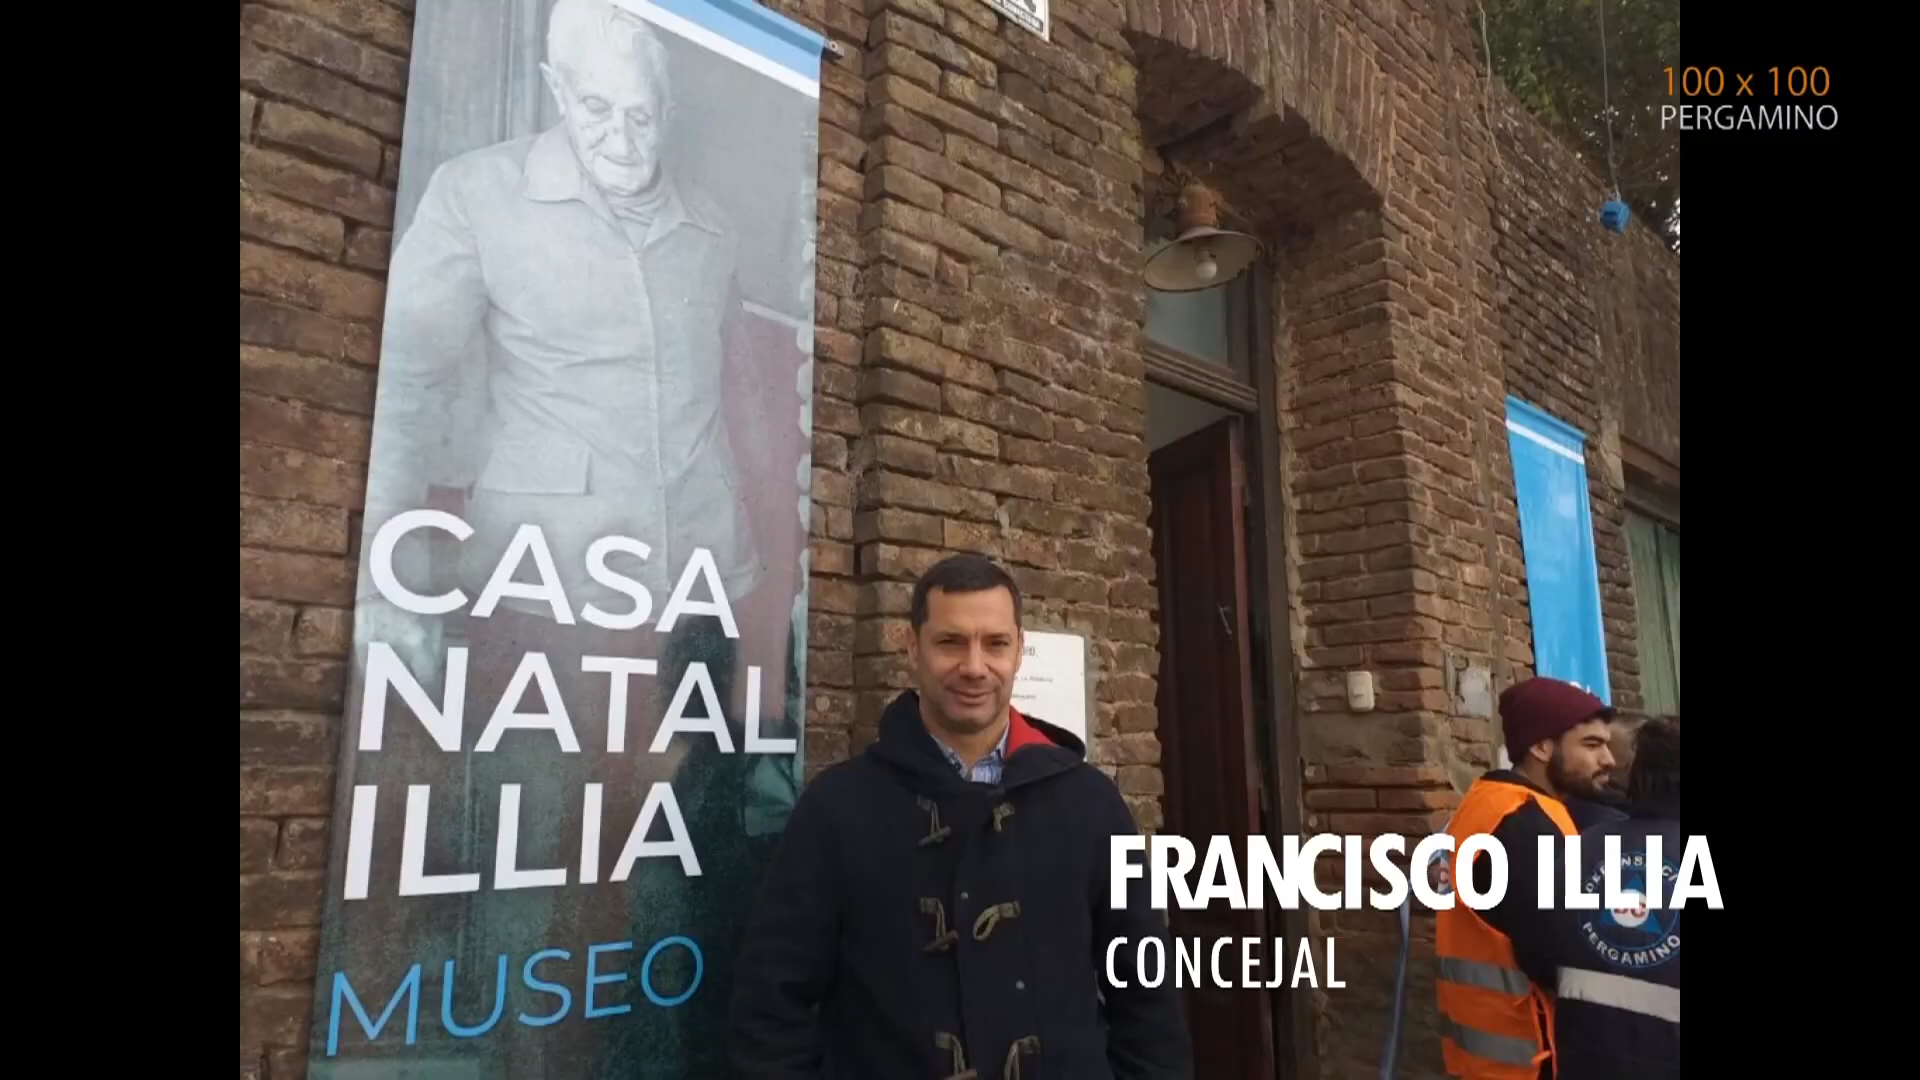 100 x 100
PERGAMINO
CASA
NATAL
ILLIA
MUSEO
FRANCISCO ILLIA
CONCEJAL
PERGAMINO